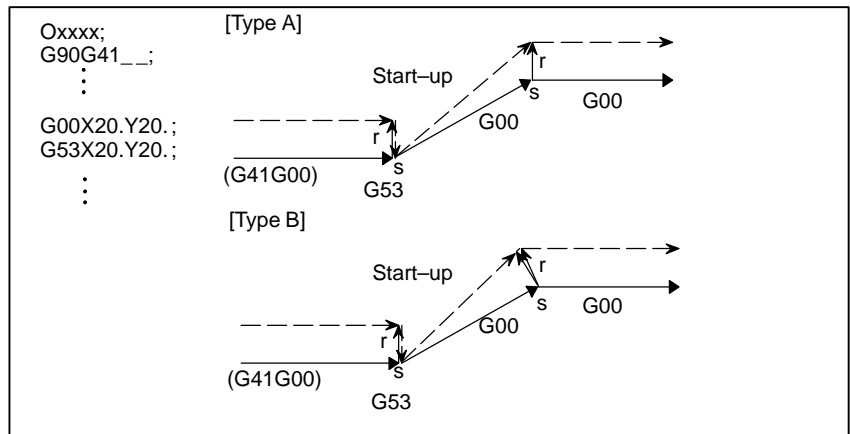 Oxxxx;
G90G41_ _;
G00X20.Y20. ;
G53X20.Y20. ;
[Type A]
Start–up
r
s
G00
G00
r
s
(G41G00)
G53
[Type B]
Start–up
r
s
G00
G00
r
s
(G41G00)
G53